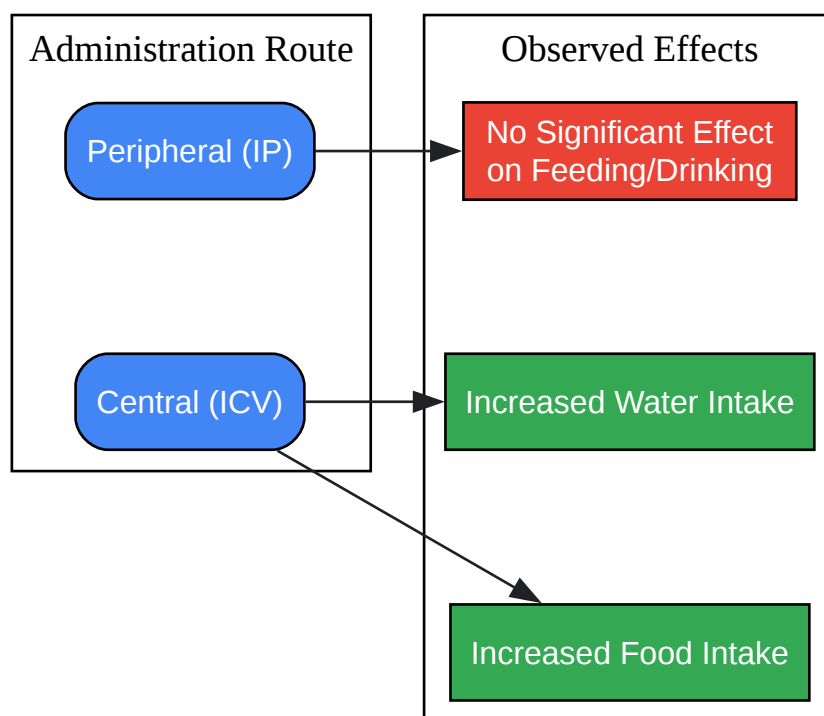 Administration Route
Observed Effects
Peripheral (IP)
No Significant Effect
on Feeding/Drinking
Central (ICV)
Increased Water Intake
Increased Food Intake